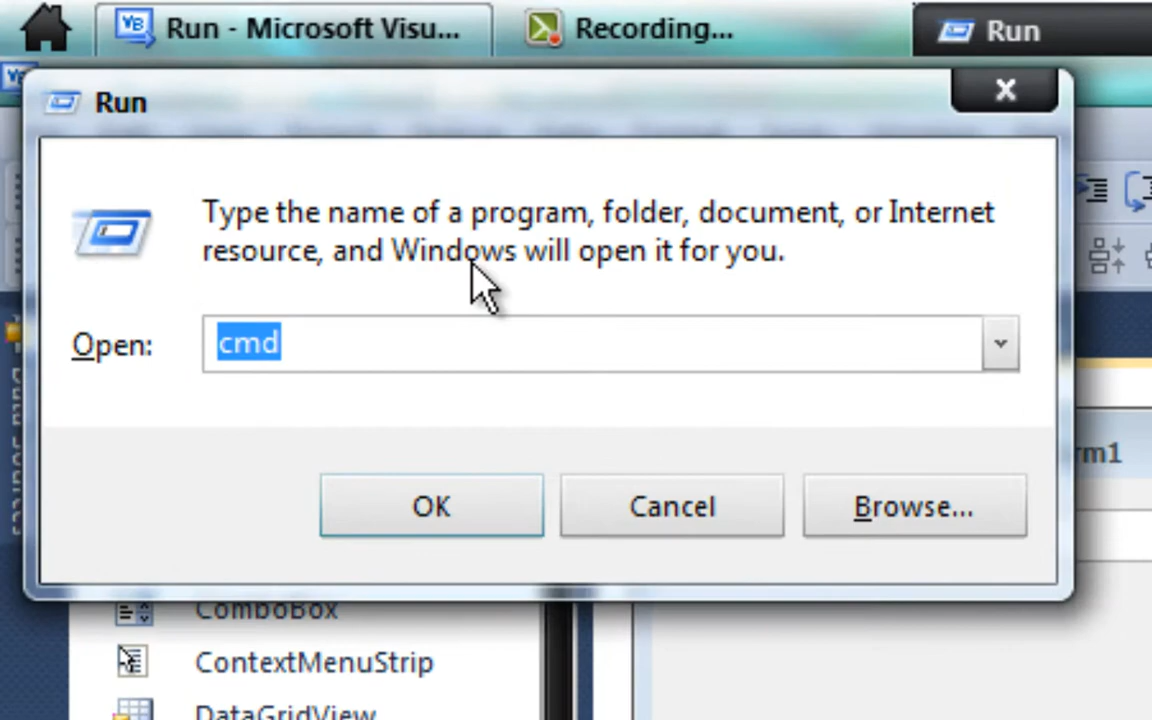 Run - Microsoft Visu...
Recording...
Run
Run
Type the name of a program, folder, document, or Internet
resource, and Windows will open it for you.
Open:
cmd
OK
Cancel
Browse...
rm1
ComboBox
ContextMenuStrip
DataGridView